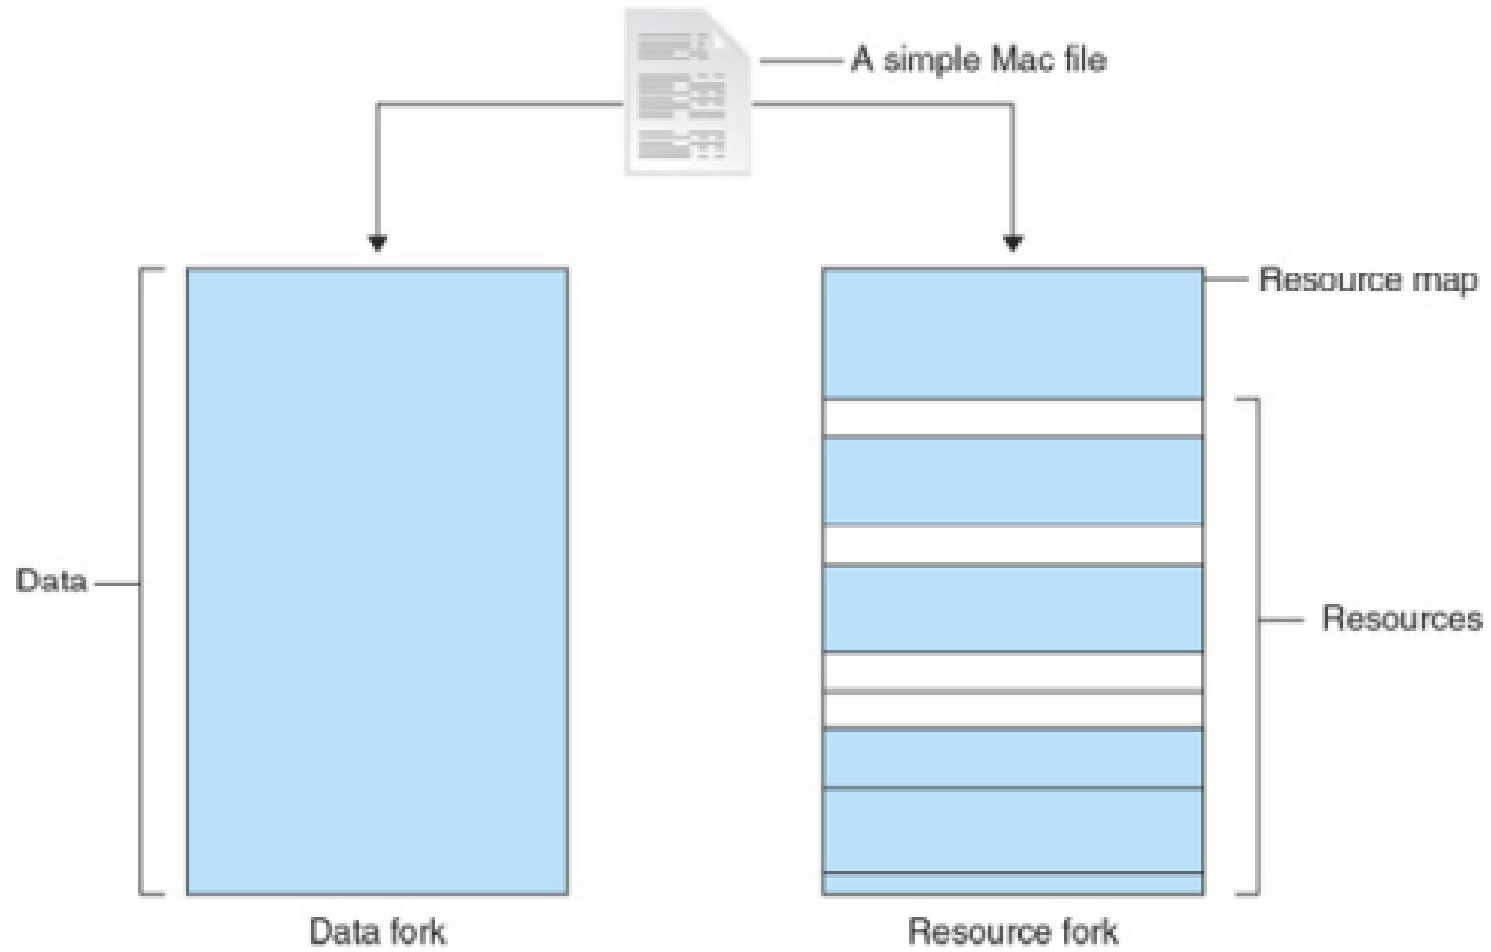 A simple Mac file
Resource map
Data
Resources
Data fork
Resource fork